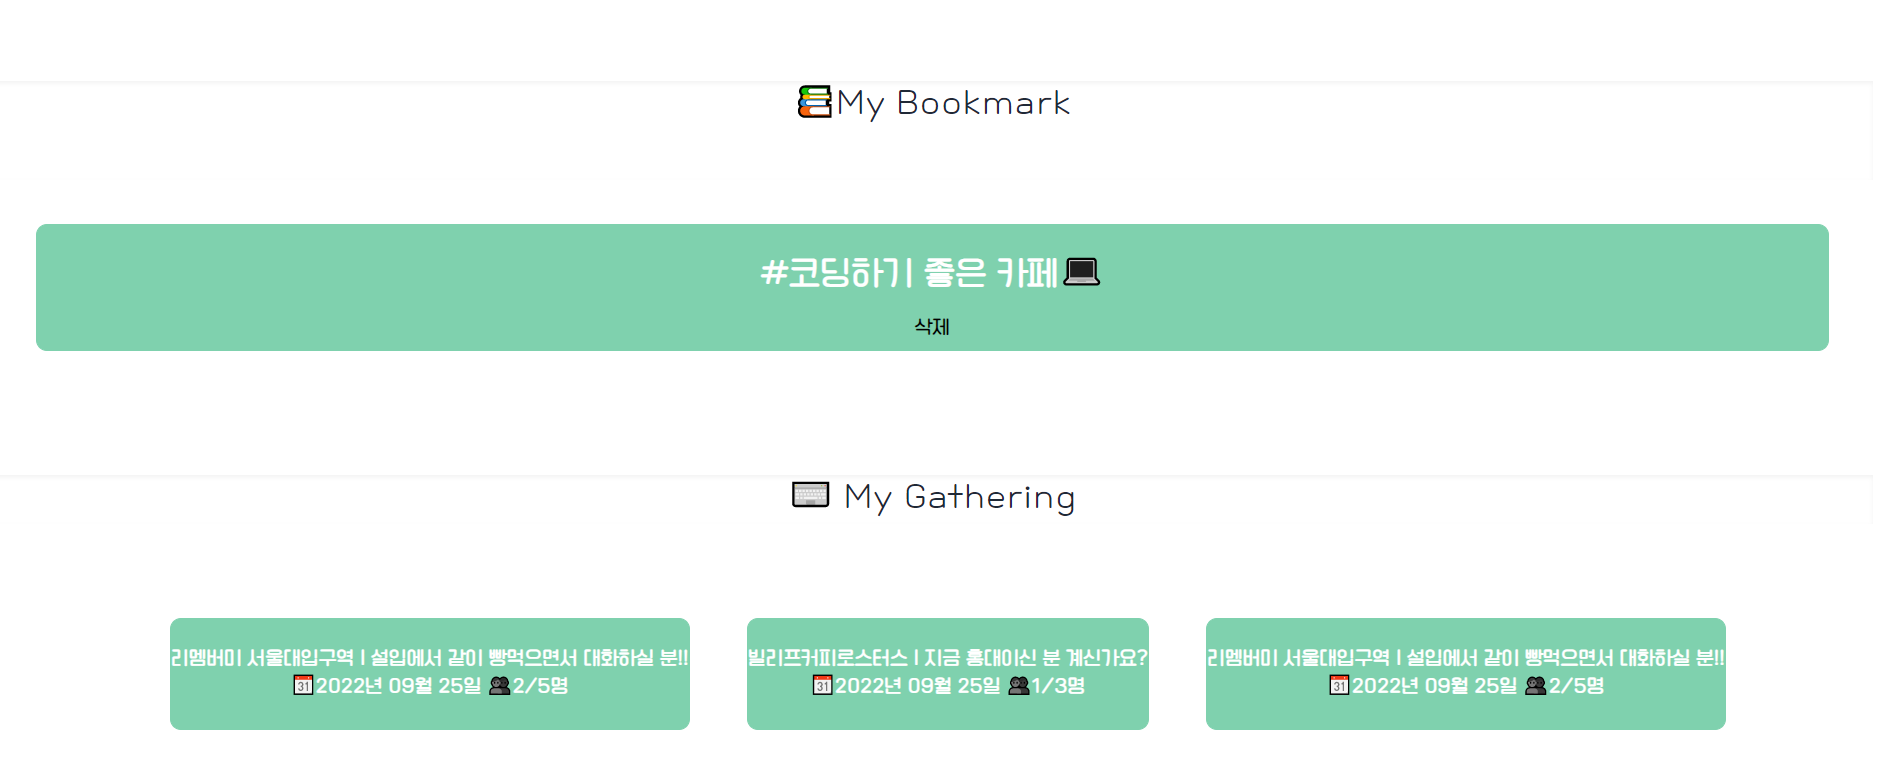 📚My Bookmark
#코딩하기 좋은 카페💻
삭제
⌨️ My Gathering
리멤버미 서울대입구역 | 설입에서 같이 빵먹으면서 대화하실 분!!
📅2022년 09월 25일 👥2/5명
빌리프커피로스터스 | 지금 홍대이신 분 계신가요?
📅2022년 09월 25일 👥1/3명
리멤버미 서울대입구역 | 설입에서 같이 빵먹으면서 대화하실 분!!
📅2022년 09월 25일 👥2/5명